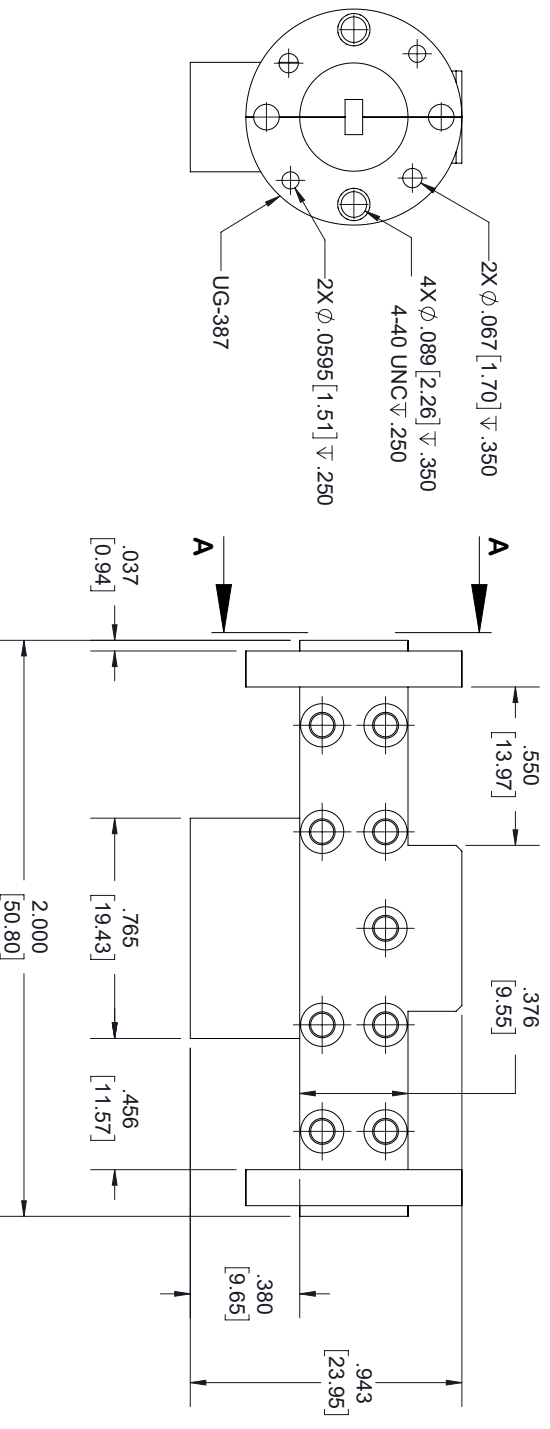 2X ∅ .067 [1.70] ↧ .350
4X ∅ .089 [2.26] ↧ .350
4-40 UNC ↧ .250
2X ∅ .0595 [1.51] ↧ .250
UG-387
A
A
.037
[0.94]
.550
[13.97]
.376
[9.55]
.765
[19.43]
.456
[11.57]
2.000
[50.80]
.380
[9.65]
.943
[23.95]